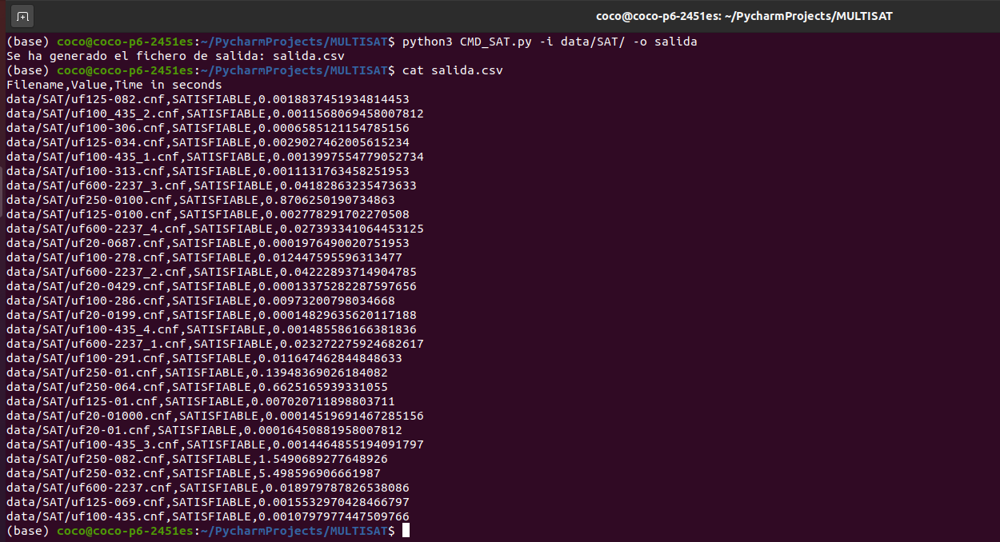 coco@coco-p6-2451es: ~/PycharmProjects/MULTISAT
(base) coco@coco-p6-2451es:~/PycharmProjects/MULTISAT$ python3 CMD_SAT.py -i data/SAT/ -o salida
Se ha generado el fichero de salida: salida.csv
(base) coco@coco-p6-2451es:~/PycharmProjects/MULTISAT$ cat salida.csv
Filename,Value,Time in seconds
data/SAT/uf125-082.cnf,SATISFIABLE,0.0018837451934814453
data/SAT/uf100_435_2.cnf,SATISFIABLE,0.0011568069458007812
data/SAT/uf100-306.cnf,SATISFIABLE,0.0006585121154785156
data/SAT/uf125-034.cnf,SATISFIABLE,0.0029027462005615234
data/SAT/uf100-435_1.cnf,SATISFIABLE,0.0013997554779052734
data/SAT/uf100-313.cnf,SATISFIABLE,0.0011131763458251953
data/SAT/uf600-2237_3.cnf,SATISFIABLE,0.04182863235473633
data/SAT/uf250-0100.cnf,SATISFIABLE,0.8706250190734863
data/SAT/uf125-0100.cnf,SATISFIABLE,0.002778291702270508
data/SAT/uf600-2237_4.cnf,SATISFIABLE,0.027393341064453125
data/SAT/uf20-0687.cnf,SATISFIABLE,0.0001976490020751953
data/SAT/uf100-278.cnf,SATISFIABLE,0.012447595596313477
data/SAT/uf600-2237_2.cnf,SATISFIABLE,0.04222893714904785
data/SAT/uf20-0429.cnf,SATISFIABLE,0.00013375282287597656
data/SAT/uf100-286.cnf,SATISFIABLE,0.00973200798034668
data/SAT/uf20-0199.cnf,SATISFIABLE,0.00014829635620117188
data/SAT/uf100-435_4.cnf,SATISFIABLE,0.001485586166381836
data/SAT/uf600-2237_1.cnf,SATISFIABLE,0.023272275924682617
data/SAT/uf100-291.cnf,SATISFIABLE,0.011647462844848633
data/SAT/uf250-01.cnf,SATISFIABLE,0.13948369026184082
data/SAT/uf250-064.cnf,SATISFIABLE,0.6625165939331055
data/SAT/uf125-01.cnf,SATISFIABLE,0.007020711898803711
data/SAT/uf20-01000.cnf,SATISFIABLE,0.00014519691467285156
data/SAT/uf20-01.cnf,SATISFIABLE,0.00016450881958007812
data/SAT/uf100-435_3.cnf,SATISFIABLE,0.0014464855194091797
data/SAT/uf250-082.cnf,SATISFIABLE,1.5490689277648926
data/SAT/uf250-032.cnf,SATISFIABLE,5.498596906661987
data/SAT/uf600-2237.cnf,SATISFIABLE,0.018979787826538086
data/SAT/uf125-069.cnf,SATISFIABLE,0.0015532970428466797
data/SAT/uf100-435.cnf,SATISFIABLE,0.0010797977447509766
(base) coco@coco-p6-2451es:~/PycharmProjects/MULTISAT$